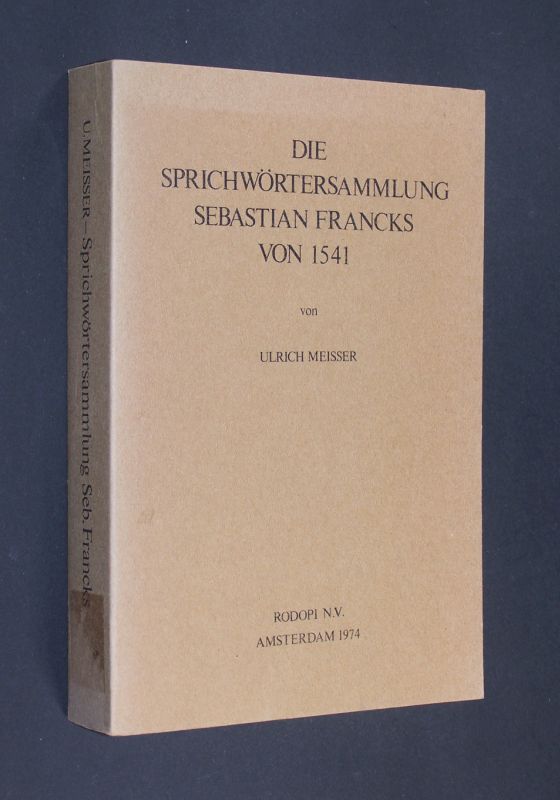 DIE
SPRICHWÖRTERSAMMLUNG
SEBASTIAN FRANCKS
VON 1541
von
ULRICH MEISSER
RODOPI N.V.
AMSTERDAM 1974
U. MEISSER — Sprichwörtersammlung Seb. Francks